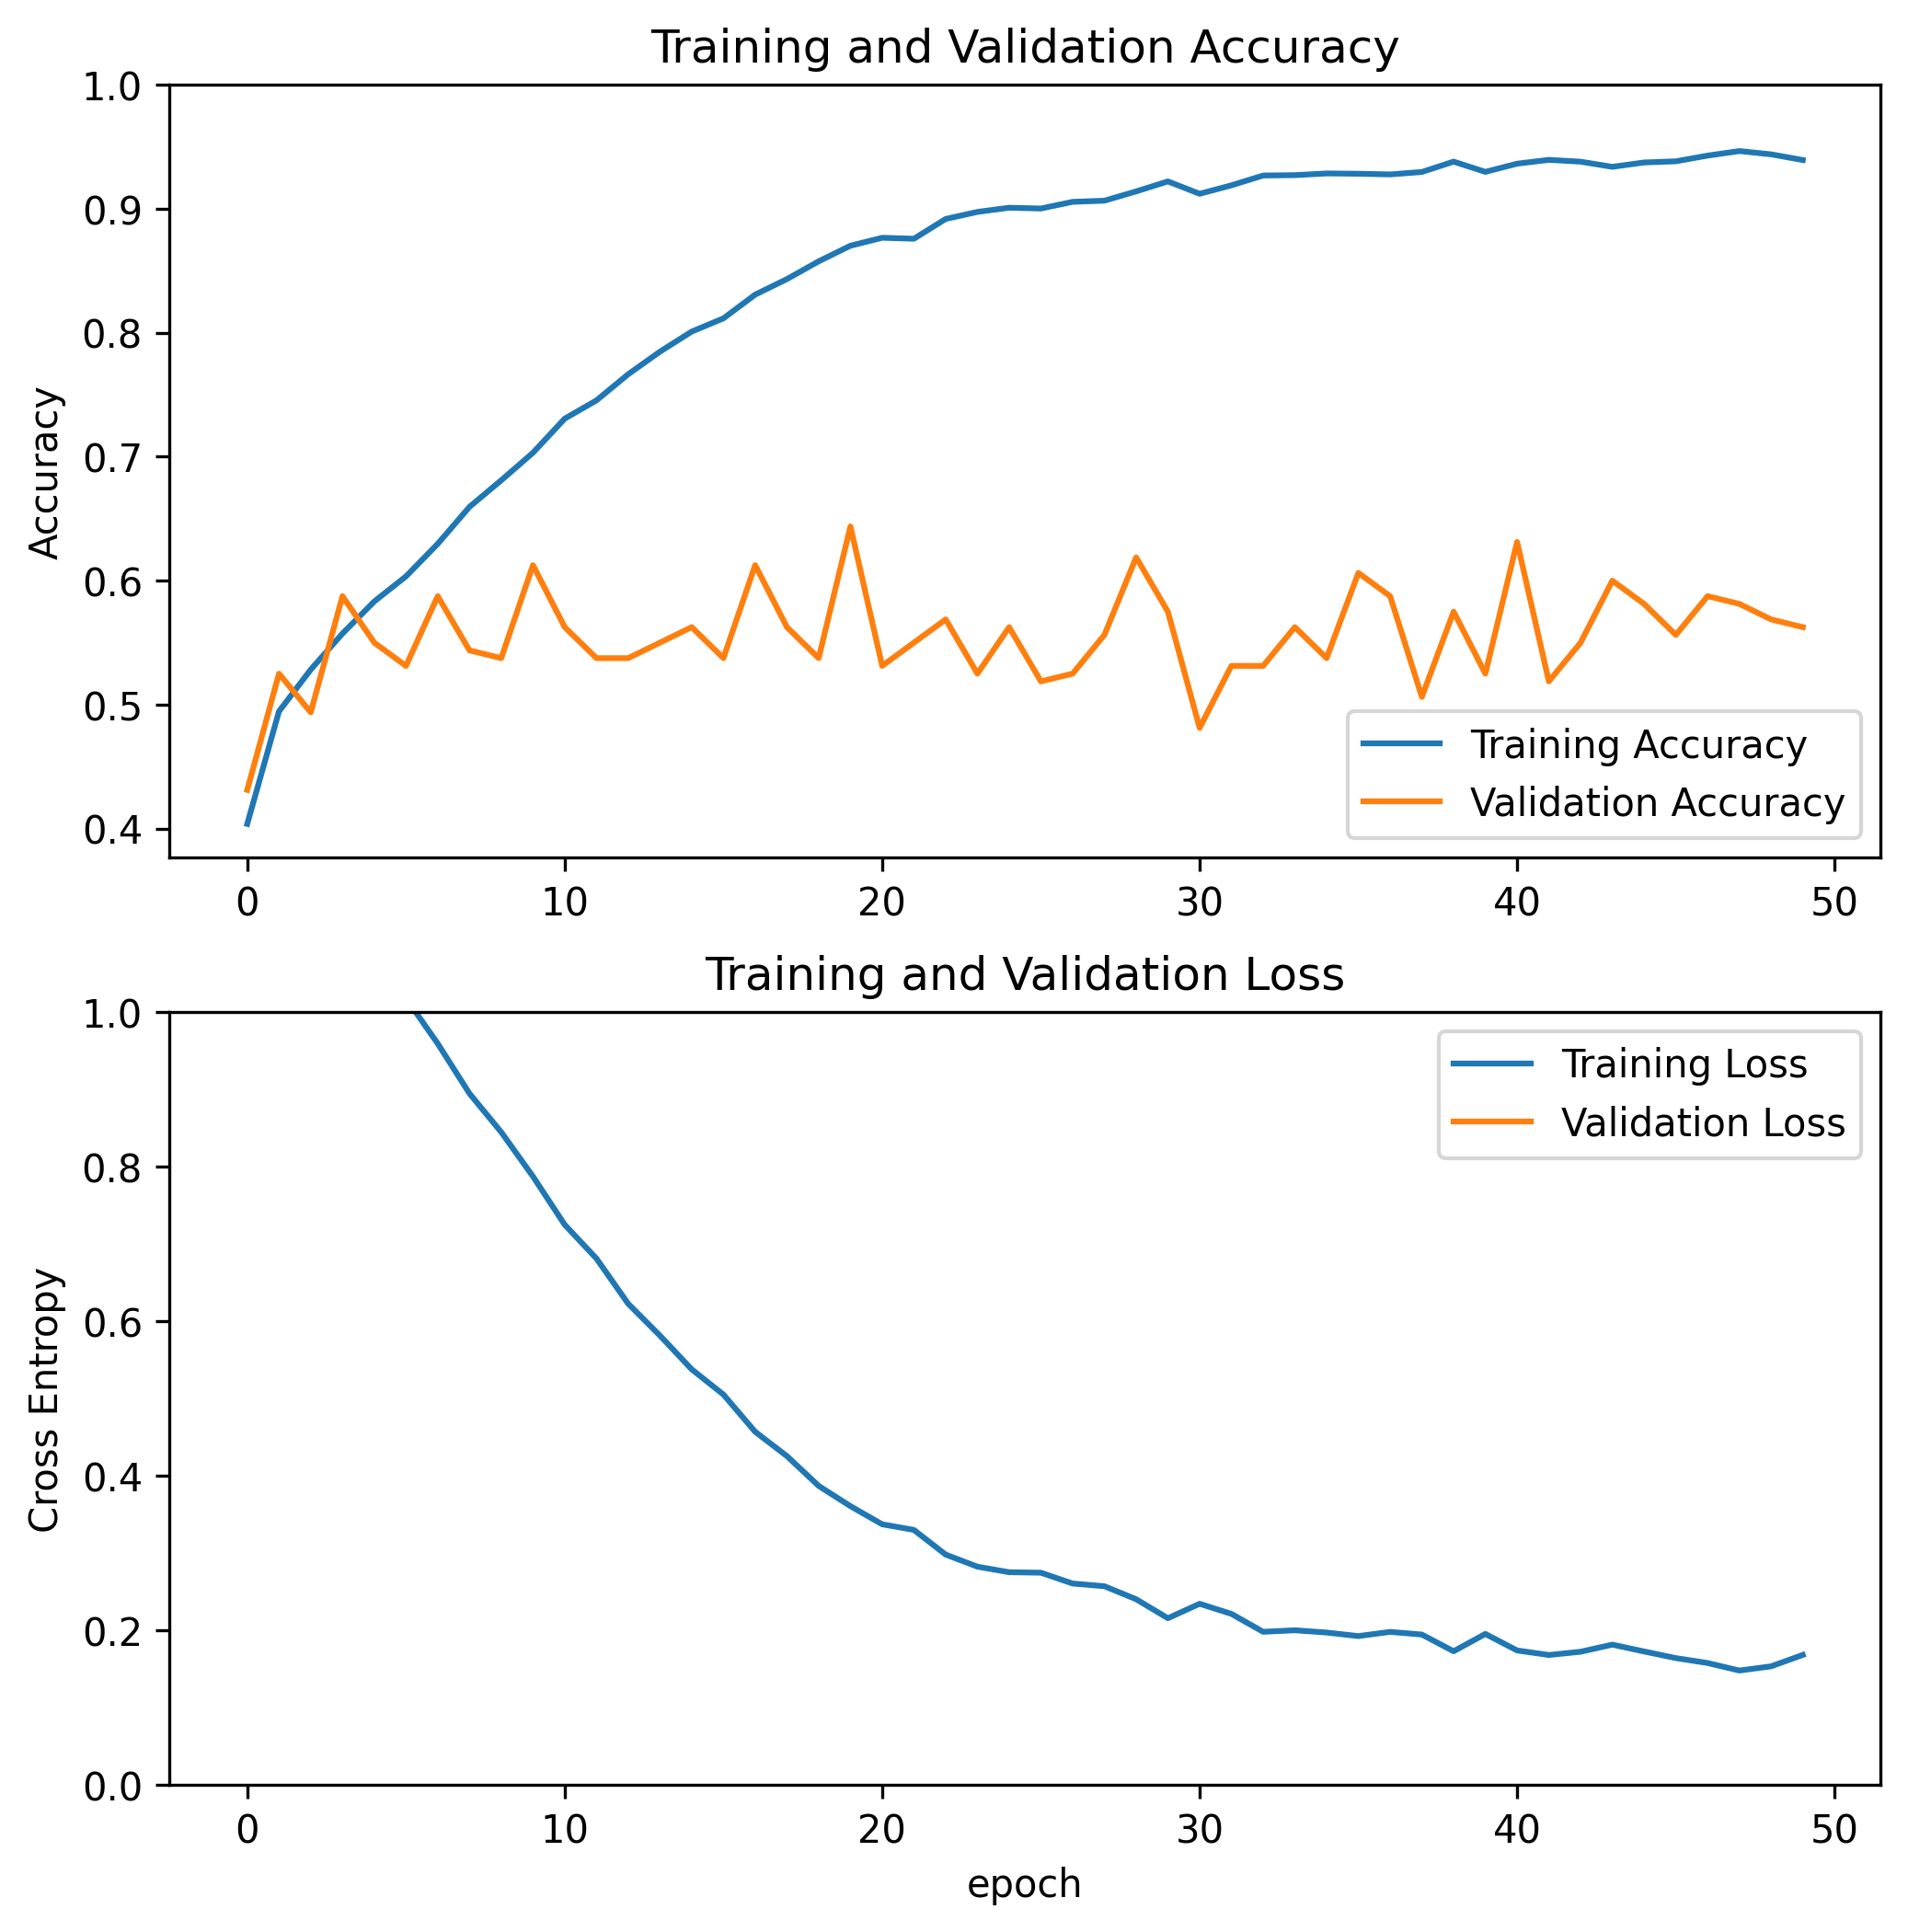 Training and Validation Accuracy
1.0
0.9
0.8
0.7
0.6
0.5
0.4
Accuracy
Training Accuracy
Validation Accuracy
0 10 20 30 40 50
Training and Validation Loss
1.0
0.8
0.6
0.4
0.2
0.0
Cross Entropy
Training Loss
Validation Loss
0 10 20 30 40 50
epoch